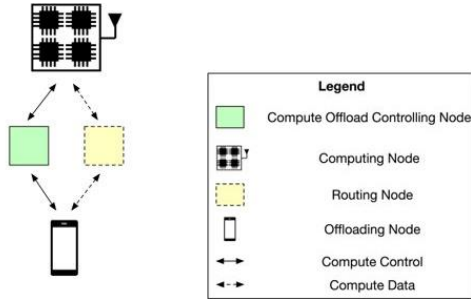 Legend
Compute Offload Controlling Node
Computing Node
Routing Node
Offloading Node
Compute Control
Compute Data